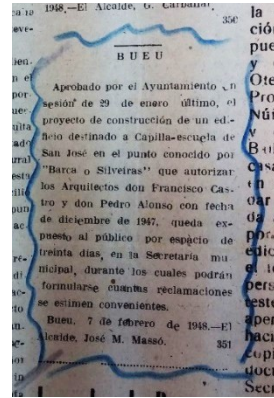 1948.—El Alcalde, G. Carballal.
350
BUEU
Aprobado por el Ayuntamiento en
sesión de 29 de enero último, el
proyecto de construcción de un edi-
ficio destinado a Capilla-escuela de
San José en el punto conocido por
"Barca o Silveiras" que autorizan
los Arquitectos don Francisco Cas-
tro y don Pedro Alonso con fecha
de diciembre de 1947, queda ex-
puesto al público por espacio de
treinta días, en la Secretaría mu
nicipal, durante los cuales podrán
formularse cuantas reclamaciones
se estimen convenientes.
Bueu, 7 de febrero de 1948.—El
Alcalde, José M. Massó.
351